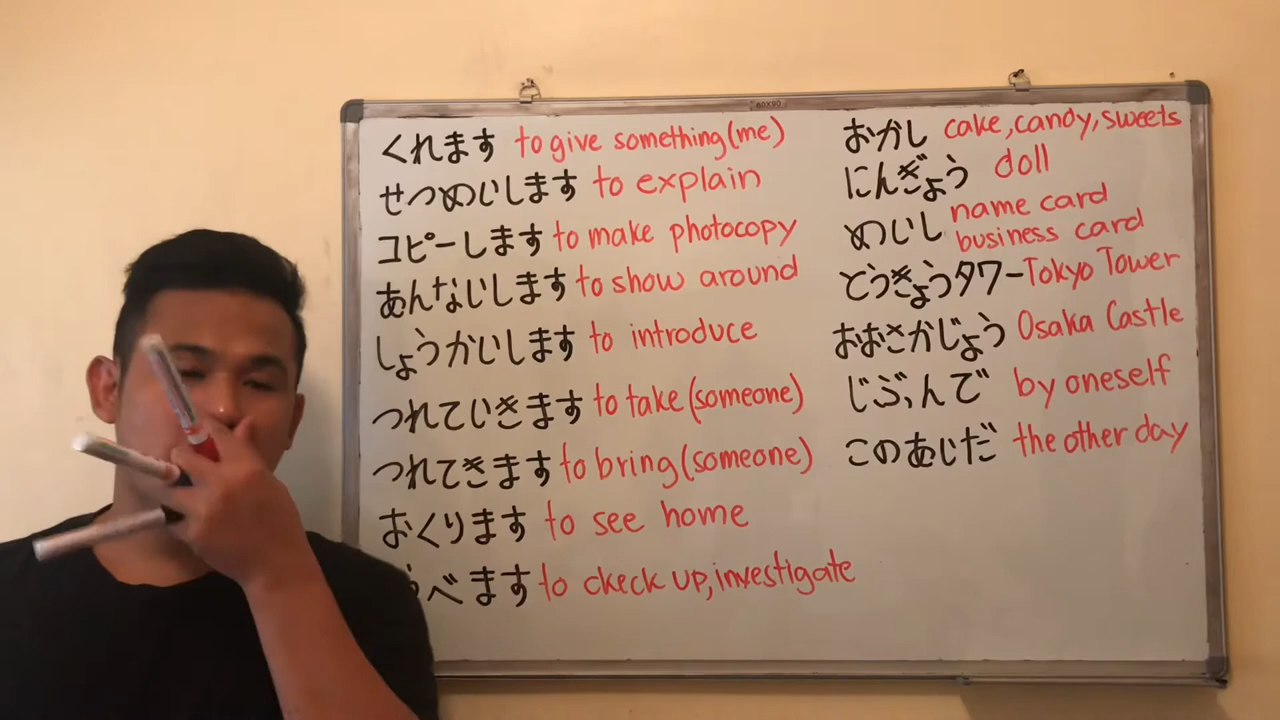 くれます to give something(me)
せつめいします to explain
コピーします to make photocopy
あんないします to show around
しょうかいします to introduce
つれていきます to take(someone)
つれてきます to bring(someone)
おくります to see home
べます to ckeck up,investigate
おかし cake,candy,sweets
にんぎょう doll
めいし name card
business card
とうきょうタワー Tokyo Tower
おおさかじょう Osaka Castle
じぶんで by oneself
このあいだ the other day